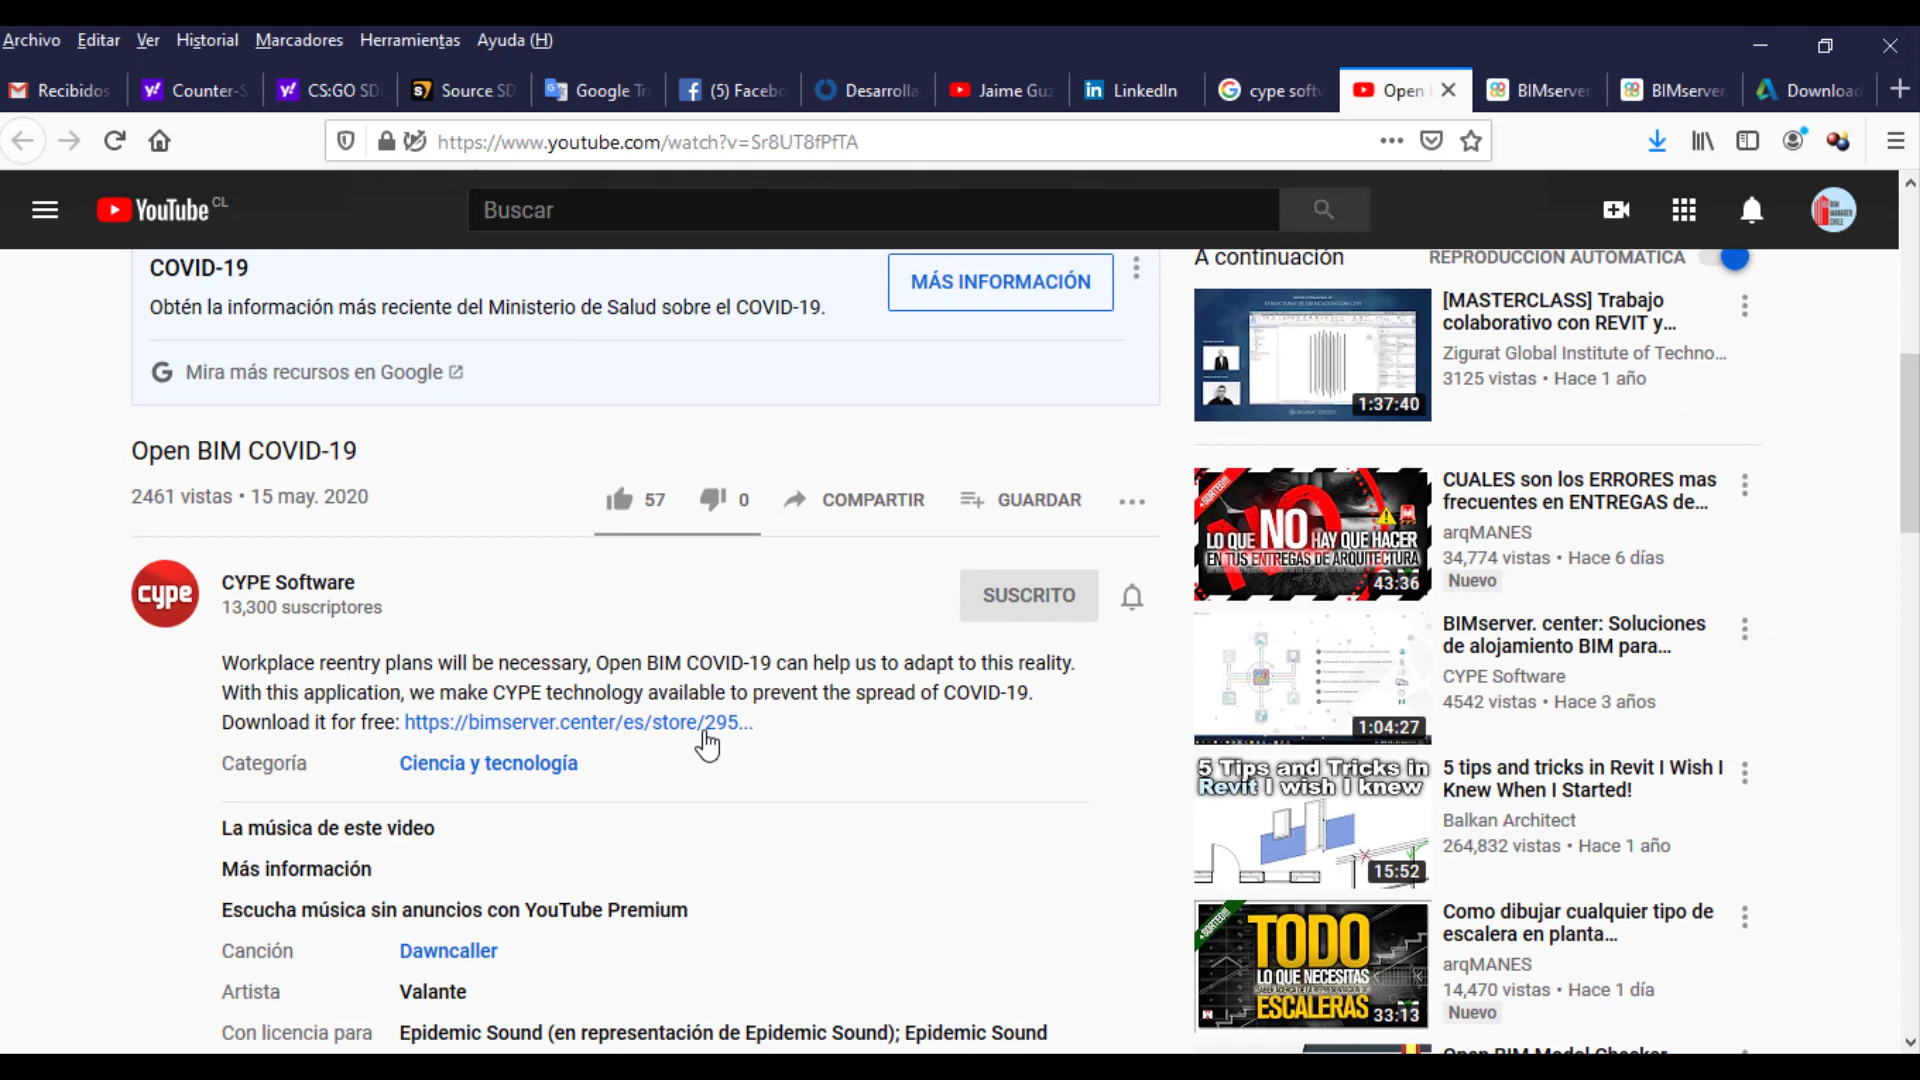 Archivo Editar Ver Historial Marcadores Herramientas Ayuda (H)
Recibidos
Counter-S
CS:GO SD
Source SD
Google Tr
(5) Facebo
Desarrolla
Jaime Guz
LinkedIn
cype softw
Open
BIMserver
BIMserver.
Download
https://www.youtube.com/watch?v=Sr8UT8fPfTA
YouTube CL
Buscar
COVID-19
MÁS INFORMACIÓN
Obtén la información más reciente del Ministerio de Salud sobre el COVID-19.
Mira más recursos en Google
Open BIM COVID-19
2461 vistas • 15 may. 2020
57
0
COMPARTIR
GUARDAR
cype
CYPE Software
13,300 suscriptores
SUSCRITO
Workplace reentry plans will be necessary, Open BIM COVID-19 can help us to adapt to this reality.
With this application, we make CYPE technology available to prevent the spread of COVID-19.
Download it for free: https://bimserver.center/es/store/295...
Categoría
Ciencia y tecnología
La música de este video
Más información
Escucha música sin anuncios con YouTube Premium
Canción
Dawncaller
Artista
Valante
Con licencia para
Epidemic Sound (en representación de Epidemic Sound); Epidemic Sound
A continuación
REPRODUCCIÓN AUTOMÁTICA
1:37:40
[MASTERCLASS] Trabajo
colaborativo con REVIT y...
Zigurat Global Institute of Techno...
3125 vistas • Hace 1 año
NO
LO QUE HAY QUE HACER
EN TUS ENTREGAS DE ARQUITECTURA
43:36
CUALES son los ERRORES mas
frecuentes en ENTREGAS de...
arqMANES
34,774 vistas • Hace 6 días
Nuevo
1:04:27
BIMserver. center: Soluciones
de alojamiento BIM para...
CYPE Software
4542 vistas • Hace 3 años
5 Tips and Tricks in
Revit I wish I knew
15:52
5 tips and tricks in Revit I Wish I
Knew When I Started!
Balkan Architect
264,832 vistas • Hace 1 año
TODO
LO QUE NECESITAS
ESCALERAS
33:13
Como dibujar cualquier tipo de
escalera en planta...
arqMANES
14,470 vistas • Hace 1 día
Nuevo
Open BIM Model Checker